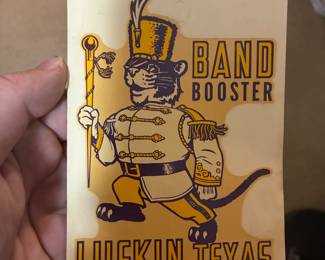 BAND
BOOSTER
LUFKIN TEXAS